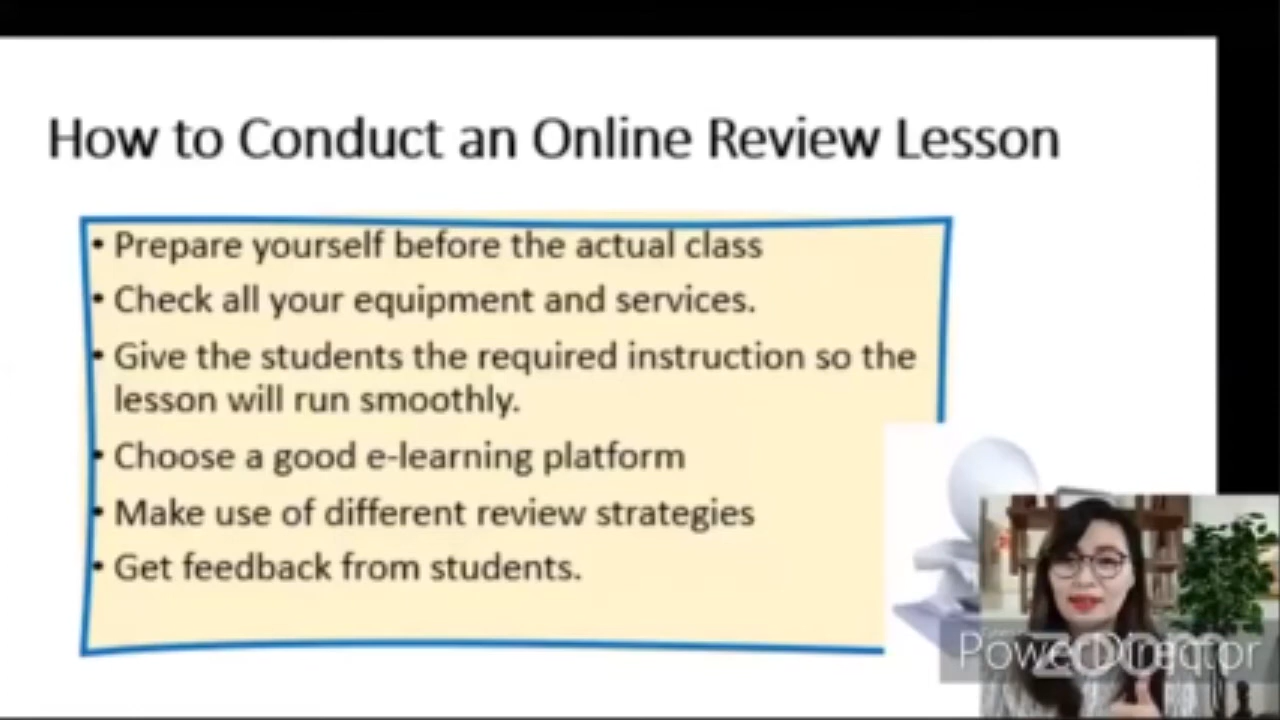 How to Conduct an Online Review Lesson
• Prepare yourself before the actual class
• Check all your equipment and services.
• Give the students the required instruction so the
lesson will run smoothly.
• Choose a good e-learning platform
• Make use of different review strategies
• Get feedback from students.
PowerDirector
zoom